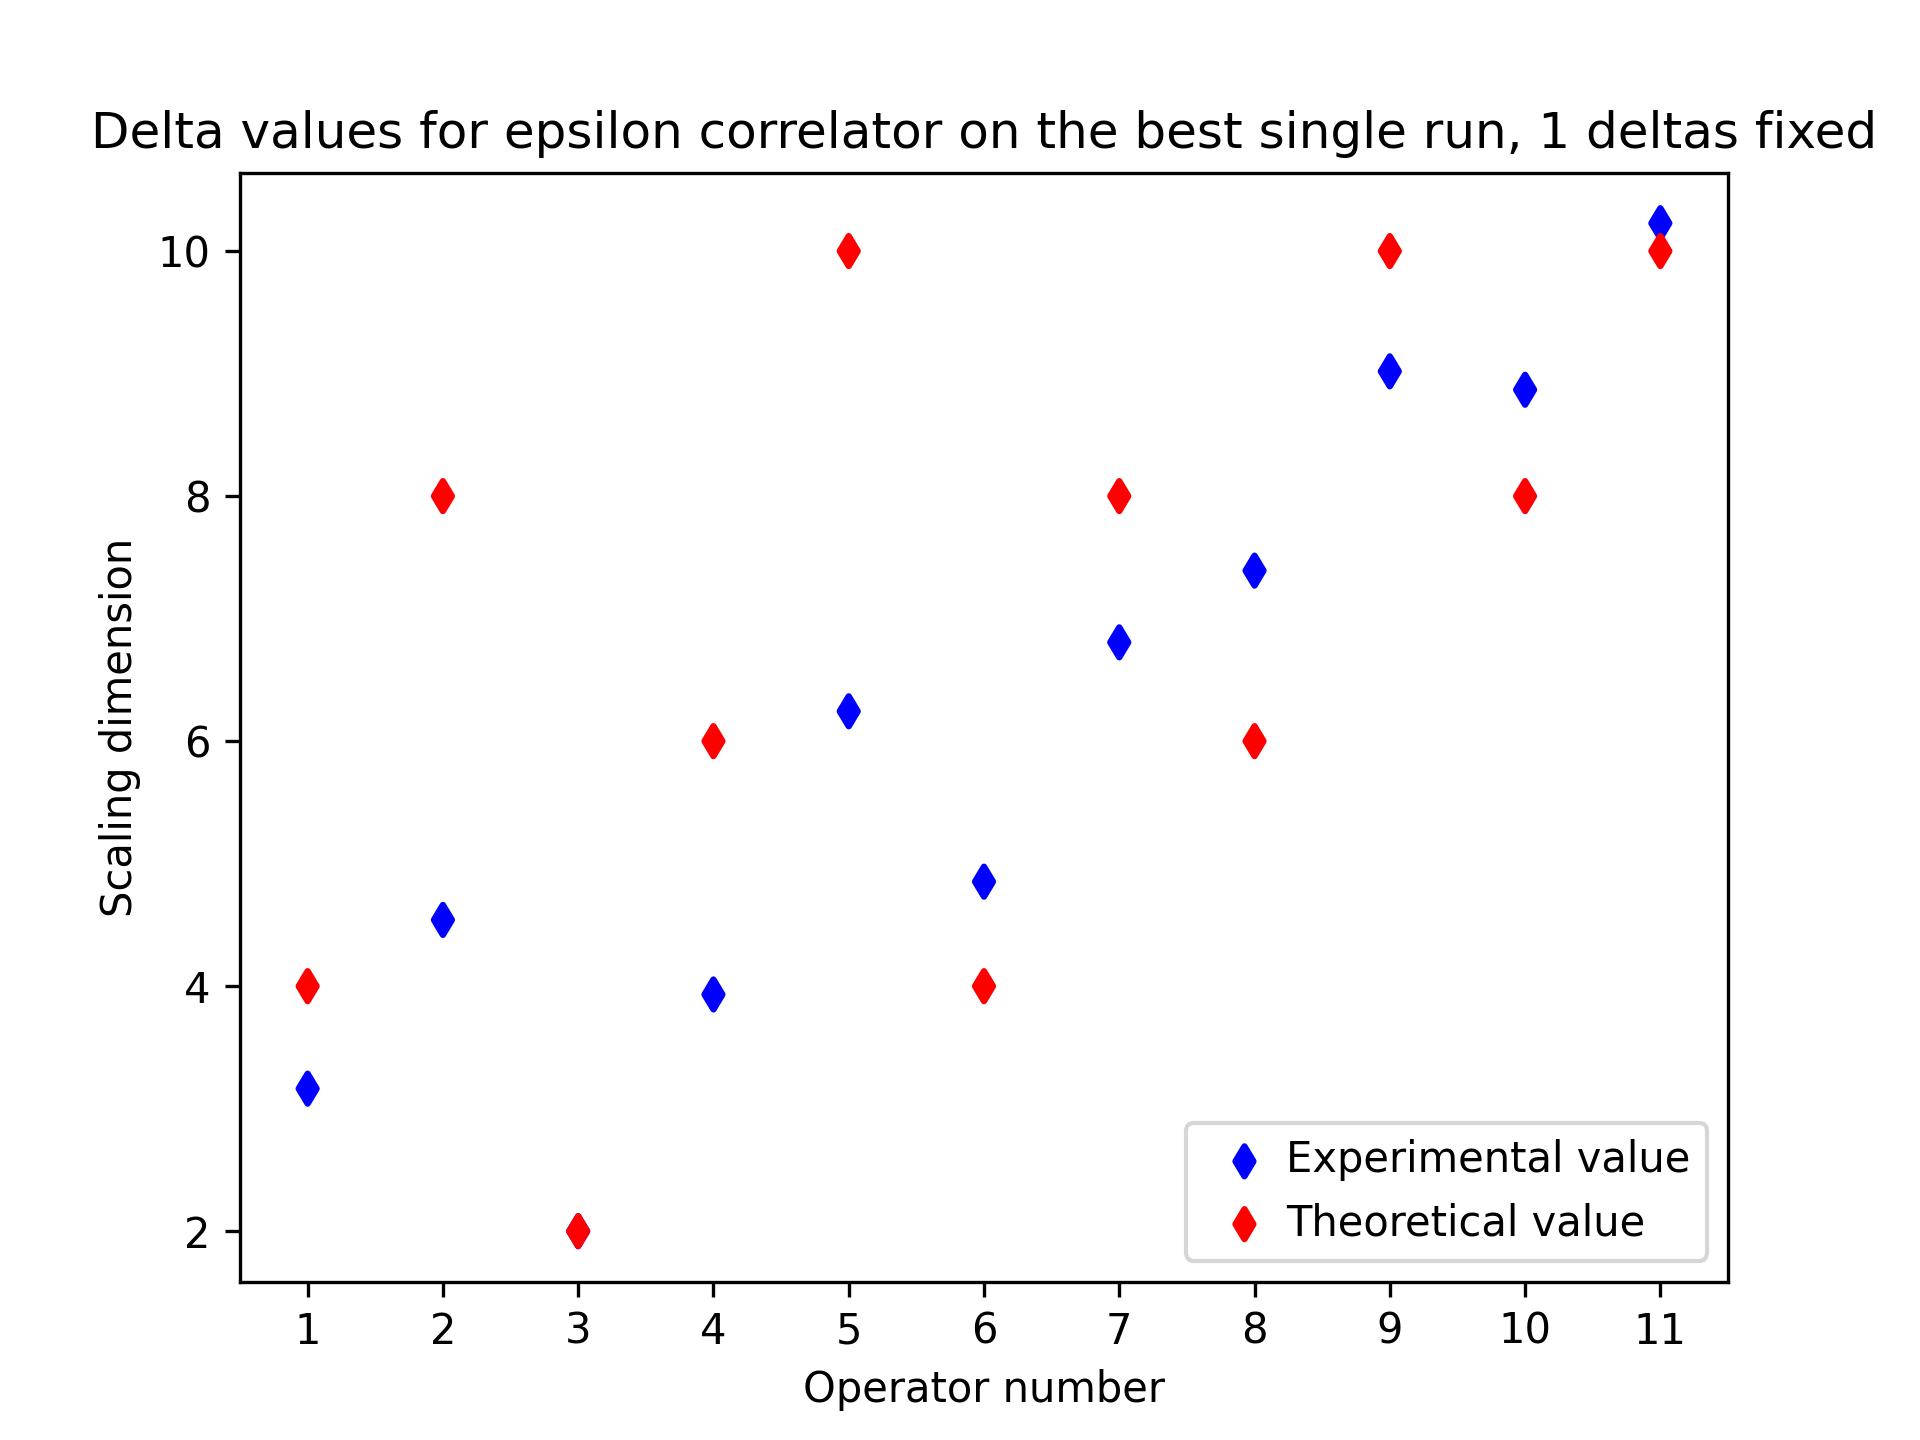 Delta values for epsilon correlator on the best single run, 1 deltas fixed
10
8
6
4
2
Scaling dimension
Experimental value
Theoretical value
1 2 3 4 5 6 7 8 9 10 11
Operator number